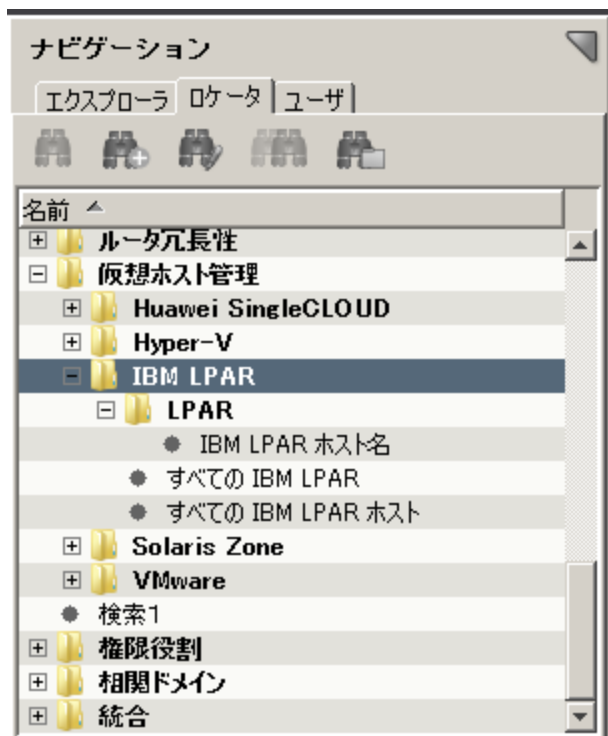 ナビゲーション
エクスプローラ ロケータ ユーザ
名前
ルータ冗長性
仮想ホスト管理
Huawei SingleCLOUD
Hyper-V
IBM LPAR
LPAR
IBM LPAR ホスト名
すべての IBM LPAR
すべての IBM LPAR ホスト
Solaris Zone
VMware
検索1
権限役割
相関ドメイン
統合